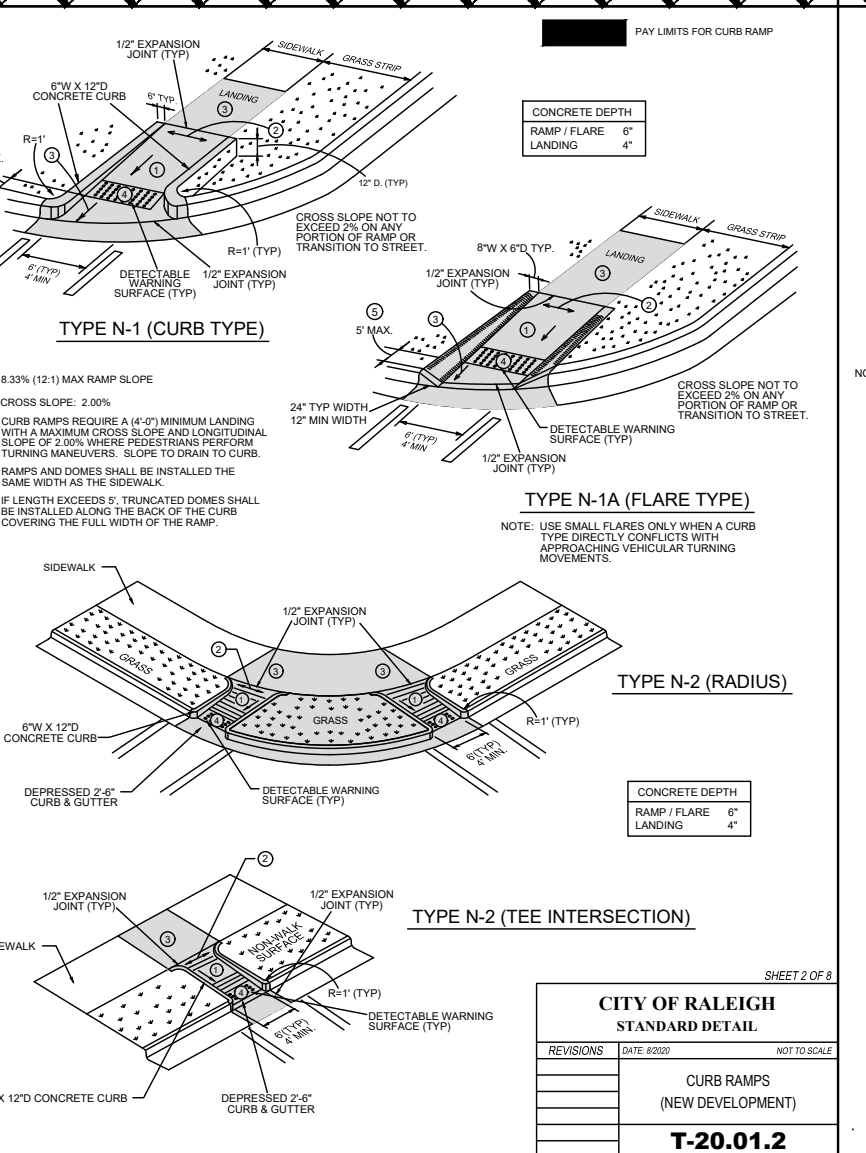 PAY LIMITS FOR CURB RAMP
CONCRETE DEPTH
RAMP / FLARE 6"
LANDING 4"
1/2" EXPANSION
JOINT (TYP)
SIDEWALK
GRASS STRIP
6"W X 12"D
CONCRETE CURB
6" TYP.
LANDING
3
2
R=1'
3
1
4
12" D. (TYP)
CROSS SLOPE NOT TO
EXCEED 2% ON ANY
PORTION OF RAMP OR
TRANSITION TO STREET.
R=1' (TYP)
6' (TYP)
4' MIN
DETECTABLE
WARNING
SURFACE (TYP)
1/2" EXPANSION
JOINT (TYP)
TYPE N-1 (CURB TYPE)
SIDEWALK
GRASS STRIP
8"W X 6"D TYP.
LANDING
3
1/2" EXPANSION
JOINT (TYP)
2
5
5' MAX.
3
1
4
24" TYP WIDTH
12" MIN WIDTH
CROSS SLOPE NOT TO
EXCEED 2% ON ANY
PORTION OF RAMP OR
TRANSITION TO STREET.
DETECTABLE WARNING
SURFACE (TYP)
6' (TYP)
4' MIN
1/2" EXPANSION
JOINT (TYP)
TYPE N-1A (FLARE TYPE)
NOTE: USE SMALL FLARES ONLY WHEN A CURB
TYPE DIRECTLY CONFLICTS WITH
APPROACHING VEHICULAR TURNING
MOVEMENTS.
8.33% (12:1) MAX RAMP SLOPE
CROSS SLOPE: 2.00%
CURB RAMPS REQUIRE A (4'-0") MINIMUM LANDING
WITH A MAXIMUM CROSS SLOPE AND LONGITUDINAL
SLOPE OF 2.00% WHERE PEDESTRIANS PERFORM
TURNING MANEUVERS. SLOPE TO DRAIN TO CURB.
RAMPS AND DOMES SHALL BE INSTALLED THE
SAME WIDTH AS THE SIDEWALK.
IF LENGTH EXCEEDS 5', TRUNCATED DOMES SHALL
BE INSTALLED ALONG THE BACK OF THE CURB
COVERING THE FULL WIDTH OF THE RAMP.
SIDEWALK
1/2" EXPANSION
JOINT (TYP)
2
3
3
GRASS
GRASS
1
1
4
GRASS
4
R=1' (TYP)
6"W X 12"D
CONCRETE CURB
6'(TYP)
4' MIN.
DEPRESSED 2'-6"
CURB & GUTTER
DETECTABLE WARNING
SURFACE (TYP)
TYPE N-2 (RADIUS)
CONCRETE DEPTH
RAMP / FLARE 6"
LANDING 4"
2
1/2" EXPANSION
JOINT (TYP)
1/2" EXPANSION
JOINT (TYP)
EWALK
3
NON-WALK
SURFACE
1
4
R=1' (TYP)
DETECTABLE WARNING
SURFACE (TYP)
6'(TYP)
4' MIN.
X 12"D CONCRETE CURB
DEPRESSED 2'-6"
CURB & GUTTER
TYPE N-2 (TEE INTERSECTION)
SHEET 2 OF 8
CITY OF RALEIGH
STANDARD DETAIL
REVISIONS DATE: 8/2020 NOT TO SCALE
CURB RAMPS
(NEW DEVELOPMENT)
T-20.01.2